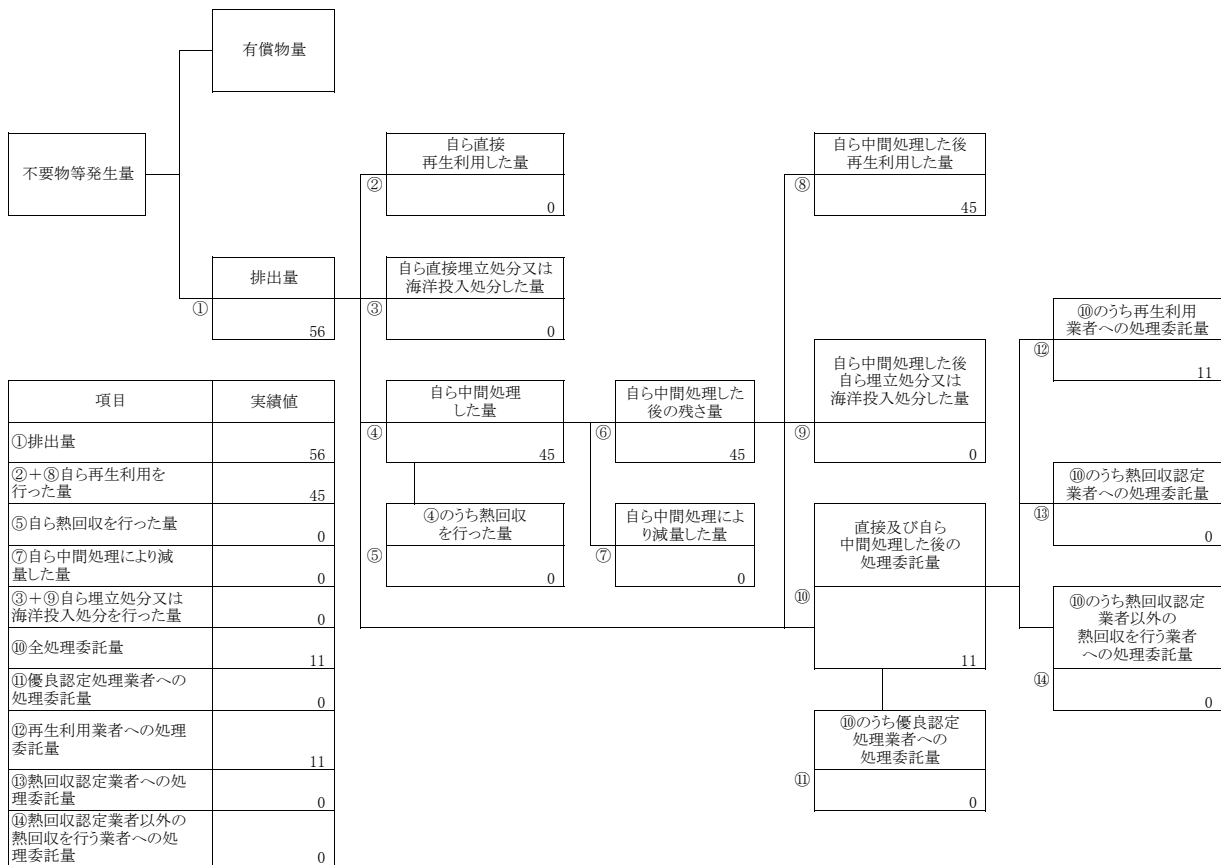 有償物量
不要物等発生量
自ら直接
再生利用した量
②
0
自ら中間処理した後
再生利用した量
⑧
45
排出量
①
56
自ら直接埋立処分又は
海洋投入処分した量
③
0
⑩のうち再生利用
業者への処理委託量
⑫
11
自ら中間処理
した量
④
45
自ら中間処理した
後の残さ量
⑥
45
自ら中間処理した後
自ら埋立処分又は
海洋投入処分した量
⑨
0
⑩のうち熱回収認定
業者への処理委託量
⑬
0
④のうち熱回収
を行った量
⑤
0
自ら中間処理によ
り減量した量
⑦
0
直接及び自ら
中間処理した後の
処理委託量
⑩
11
⑩のうち熱回収認定
業者以外の
熱回収を行う業者
への処理委託量
⑭
0
⑩のうち優良認定
処理業者への
処理委託量
⑪
0
項目 実績値
①排出量 56
②+⑧自ら再生利用を
行った量 45
⑤自ら熱回収を行った量 0
⑦自ら中間処理により減
量した量 0
③+⑨自ら埋立処分又は
海洋投入処分を行った量 0
⑩全処理委託量 11
⑪優良認定処理業者への
処理委託量 0
⑫再生利用業者への処理
委託量 11
⑬熱回収認定業者への処
理委託量 0
⑭熱回収認定業者以外の
熱回収を行う業者への処
理委託量 0